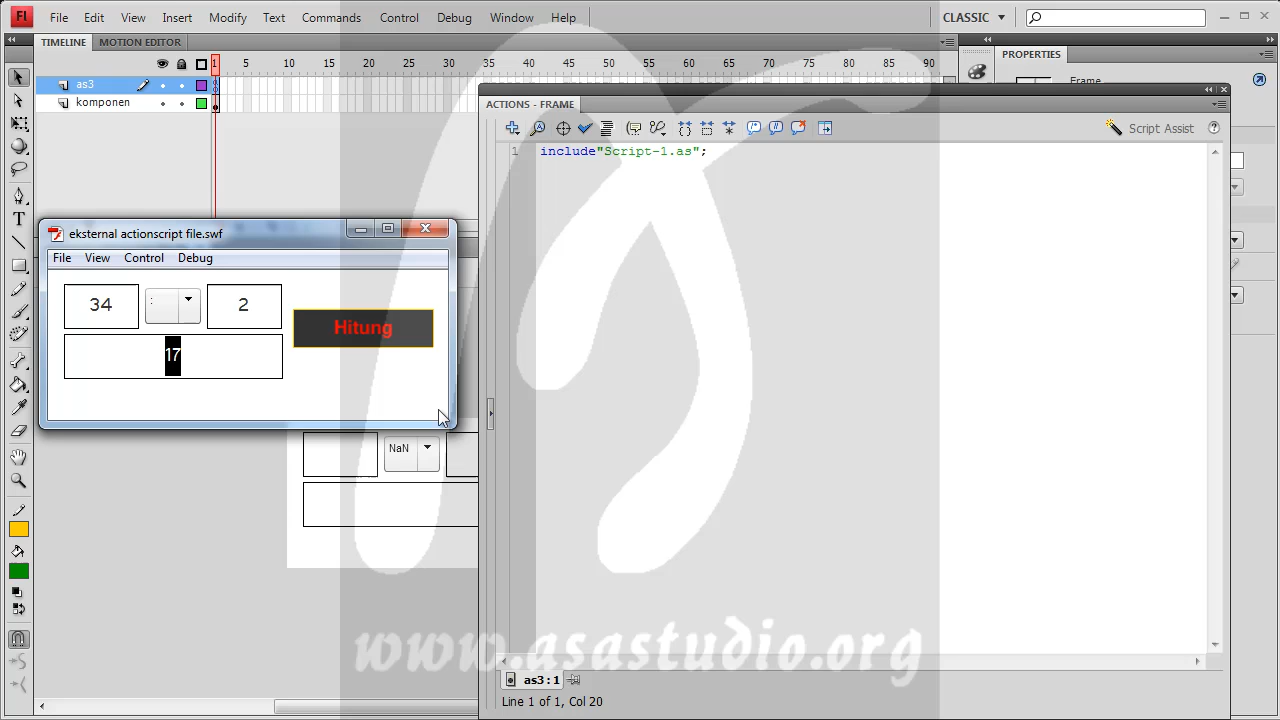 Fl File Edit View Insert Modify Text Commands Control Debug Window Help CLASSIC
TIMELINE MOTION EDITOR
PROPERTIES
1 5 10 15 20 25 30 35 40 45 50 55 60 65 70 75 80 85 90
as3
Frame
komponen
ACTIONS - FRAME
Script Assist
1 include"Script-1.as";
eksternal actionscript file.swf
File View Control Debug
34 : 2
Hitung
17
NaN
www.asastudio.org
as3:1
Line 1 of 1, Col 20